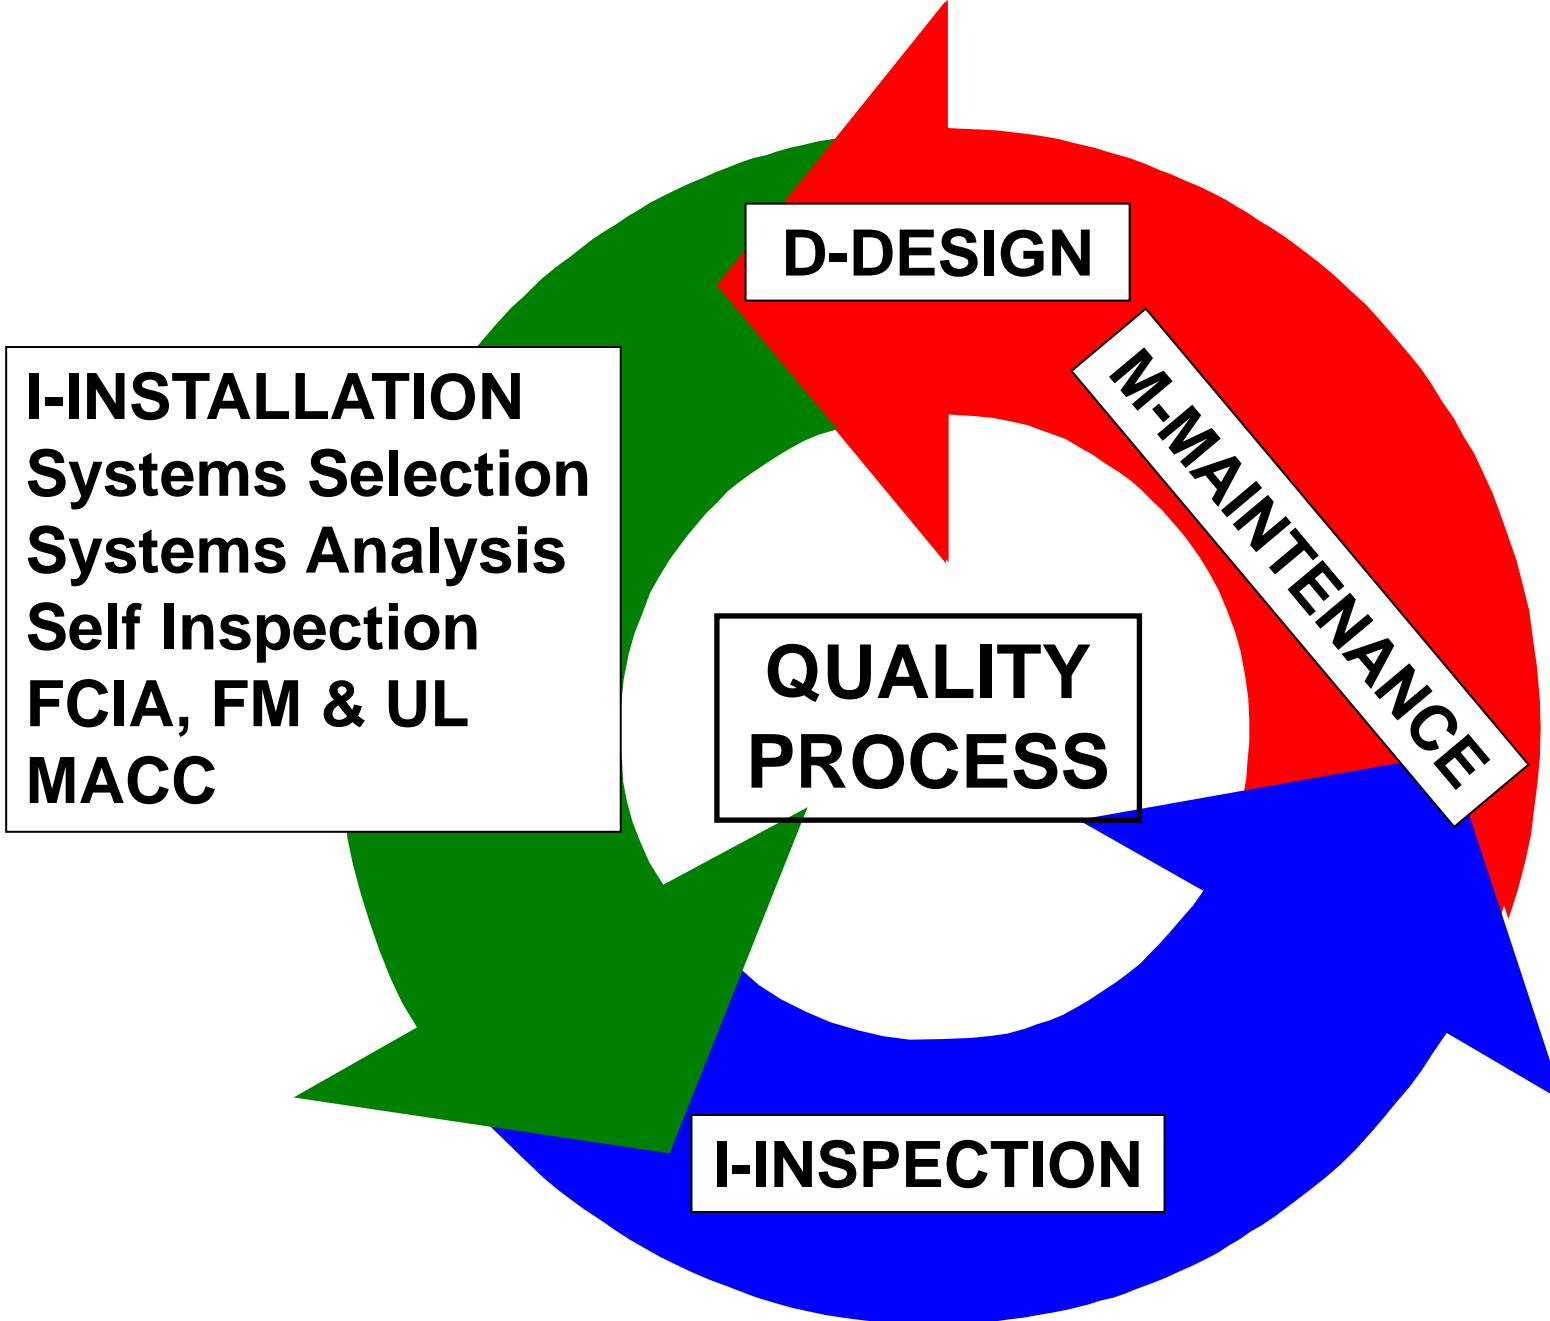 D-DESIGN
M-MAINTENANCE
I-INSTALLATION
Systems Selection
Systems Analysis
Self Inspection
FCIA, FM & UL
MACC
QUALITY
PROCESS
I-INSPECTION